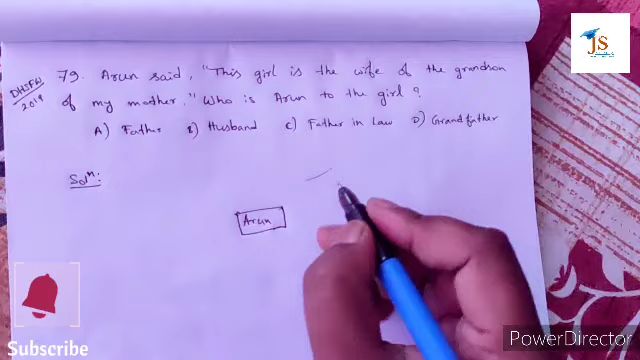 JS
DHSFW 2019
79. Arun said, "This girl is the wife of the grandson
of my mother." Who is Arun to the girl?
A) Father B) Husband C) Father in Law D) Grandfather
Solⁿ:
Arun
Subscribe
PowerDirector